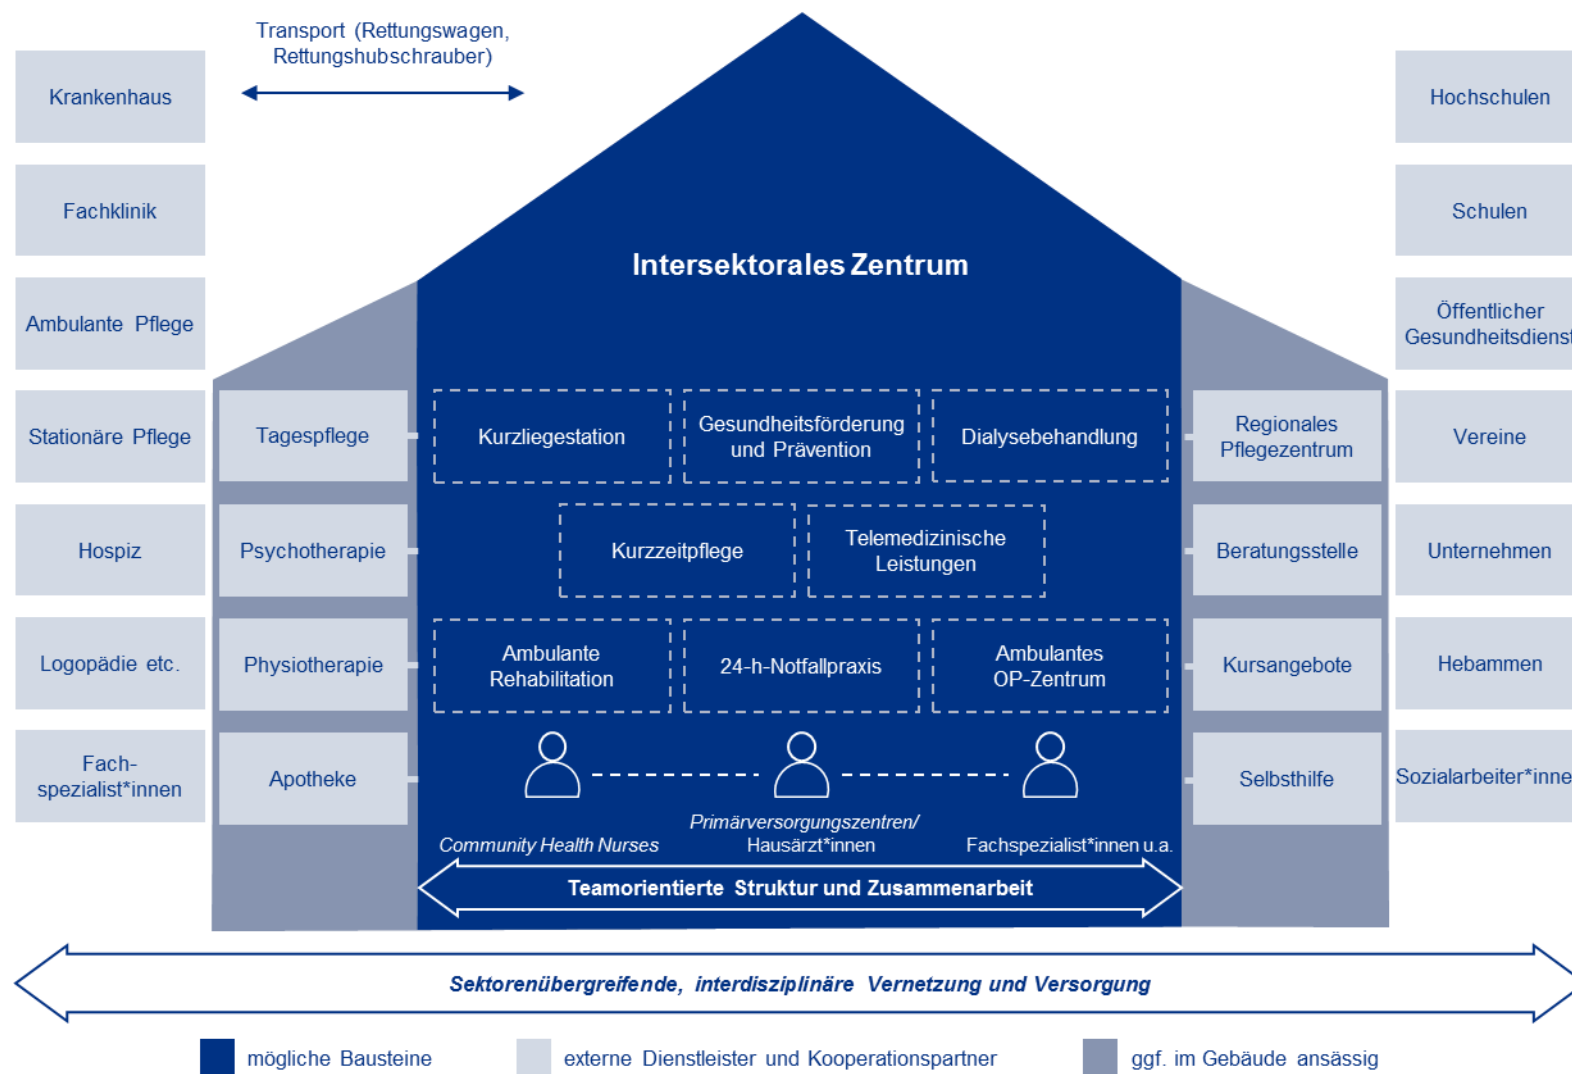 Transport (Rettungswagen,
Rettungshubschrauber)
Krankenhaus
Fachklinik
Ambulante Pflege
Stationäre Pflege
Hospiz
Logopädie etc.
Fach-
spezialist*innen
Tagespflege
Psychotherapie
Physiotherapie
Apotheke
Intersektorales Zentrum
Kurzliegestation
Gesundheitsförderung
und Prävention
Dialysebehandlung
Kurzzeitpflege
Telemedizinische
Leistungen
Ambulante
Rehabilitation
24-h-Notfallpraxis
Ambulantes
OP-Zentrum
Community Health Nurses
Primärversorgungszentren/
Hausärzt*innen
Fachspezialist*innen u.a.
Teamorientierte Struktur und Zusammenarbeit
Regionales
Pflegezentrum
Beratungsstelle
Kursangebote
Selbsthilfe
Hochschulen
Schulen
Öffentlicher
Gesundheitsdienst
Vereine
Unternehmen
Hebammen
Sozialarbeiter*inne
Sektorenübergreifende, interdisziplinäre Vernetzung und Versorgung
mögliche Bausteine
externe Dienstleister und Kooperationspartner
ggf. im Gebäude ansässig